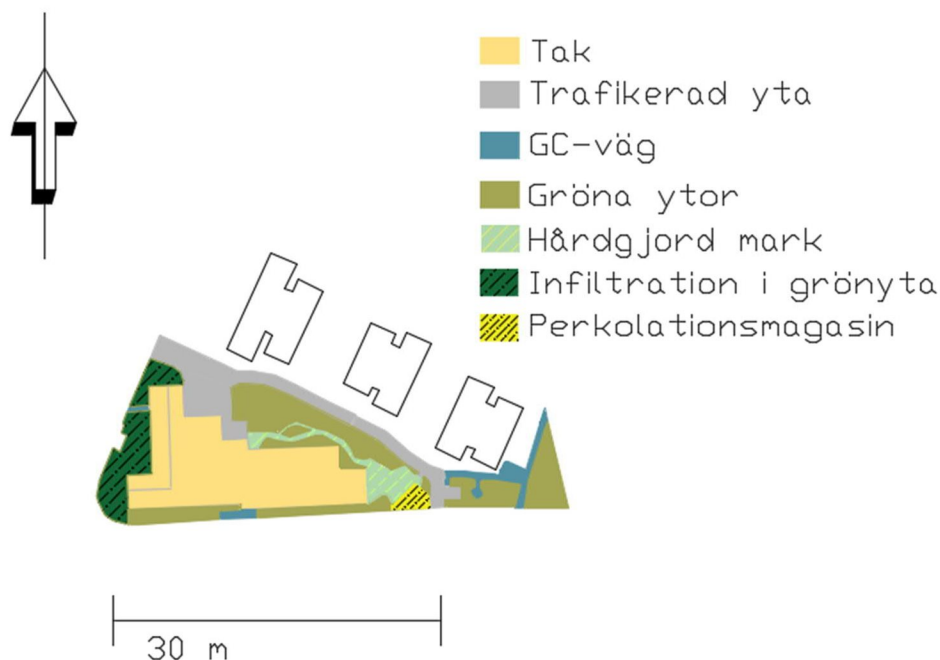 Tak
Trafikerad yta
GC-väg
Gröna ytor
Hårdgjord mark
Infiltration i grönyta
Perkolationsmagasin
30 m